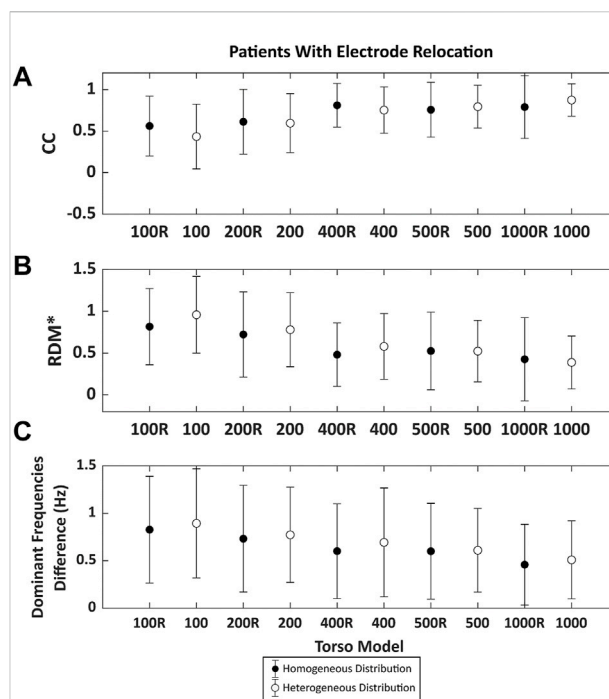 Patients With Electrode Relocation
A
CC
1
0.5
0
-0.5
100R 100 200R 200 400R 400 500R 500 1000R 1000
B
RDM*
1.5
1
0.5
0
100R 100 200R 200 400R 400 500R 500 1000R 1000
C
Dominant Frequencies
Difference (Hz)
1.5
1
0.5
0
100R 100 200R 200 400R 400 500R 500 1000R 1000
Torso Model
Homogeneous Distribution
Heterogeneous Distribution